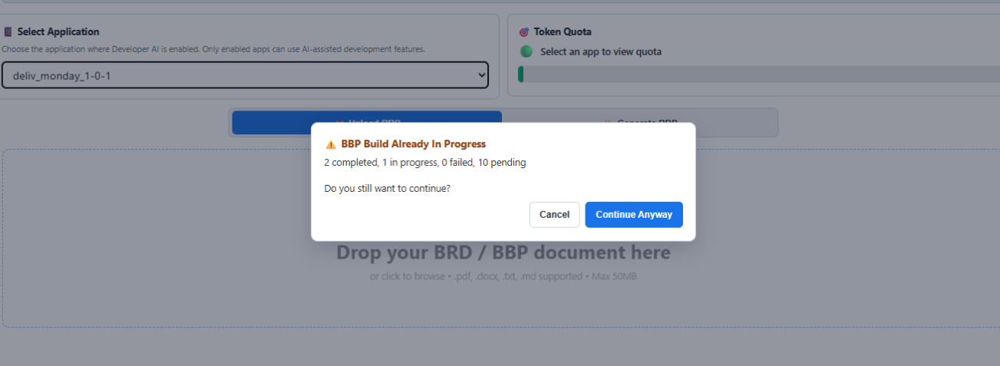 Select Application
Choose the application where Developer AI is enabled. Only enabled apps can use AI-assisted development features.
deliv_monday_1-0-1
Token Quota
Select an app to view quota
BBP Build Already In Progress
2 completed, 1 in progress, 0 failed, 10 pending
Do you still want to continue?
Cancel
Continue Anyway
Drop your BRD / BBP document here
or click to browse • .pdf, .docx, .txt, .md supported • Max 50MB